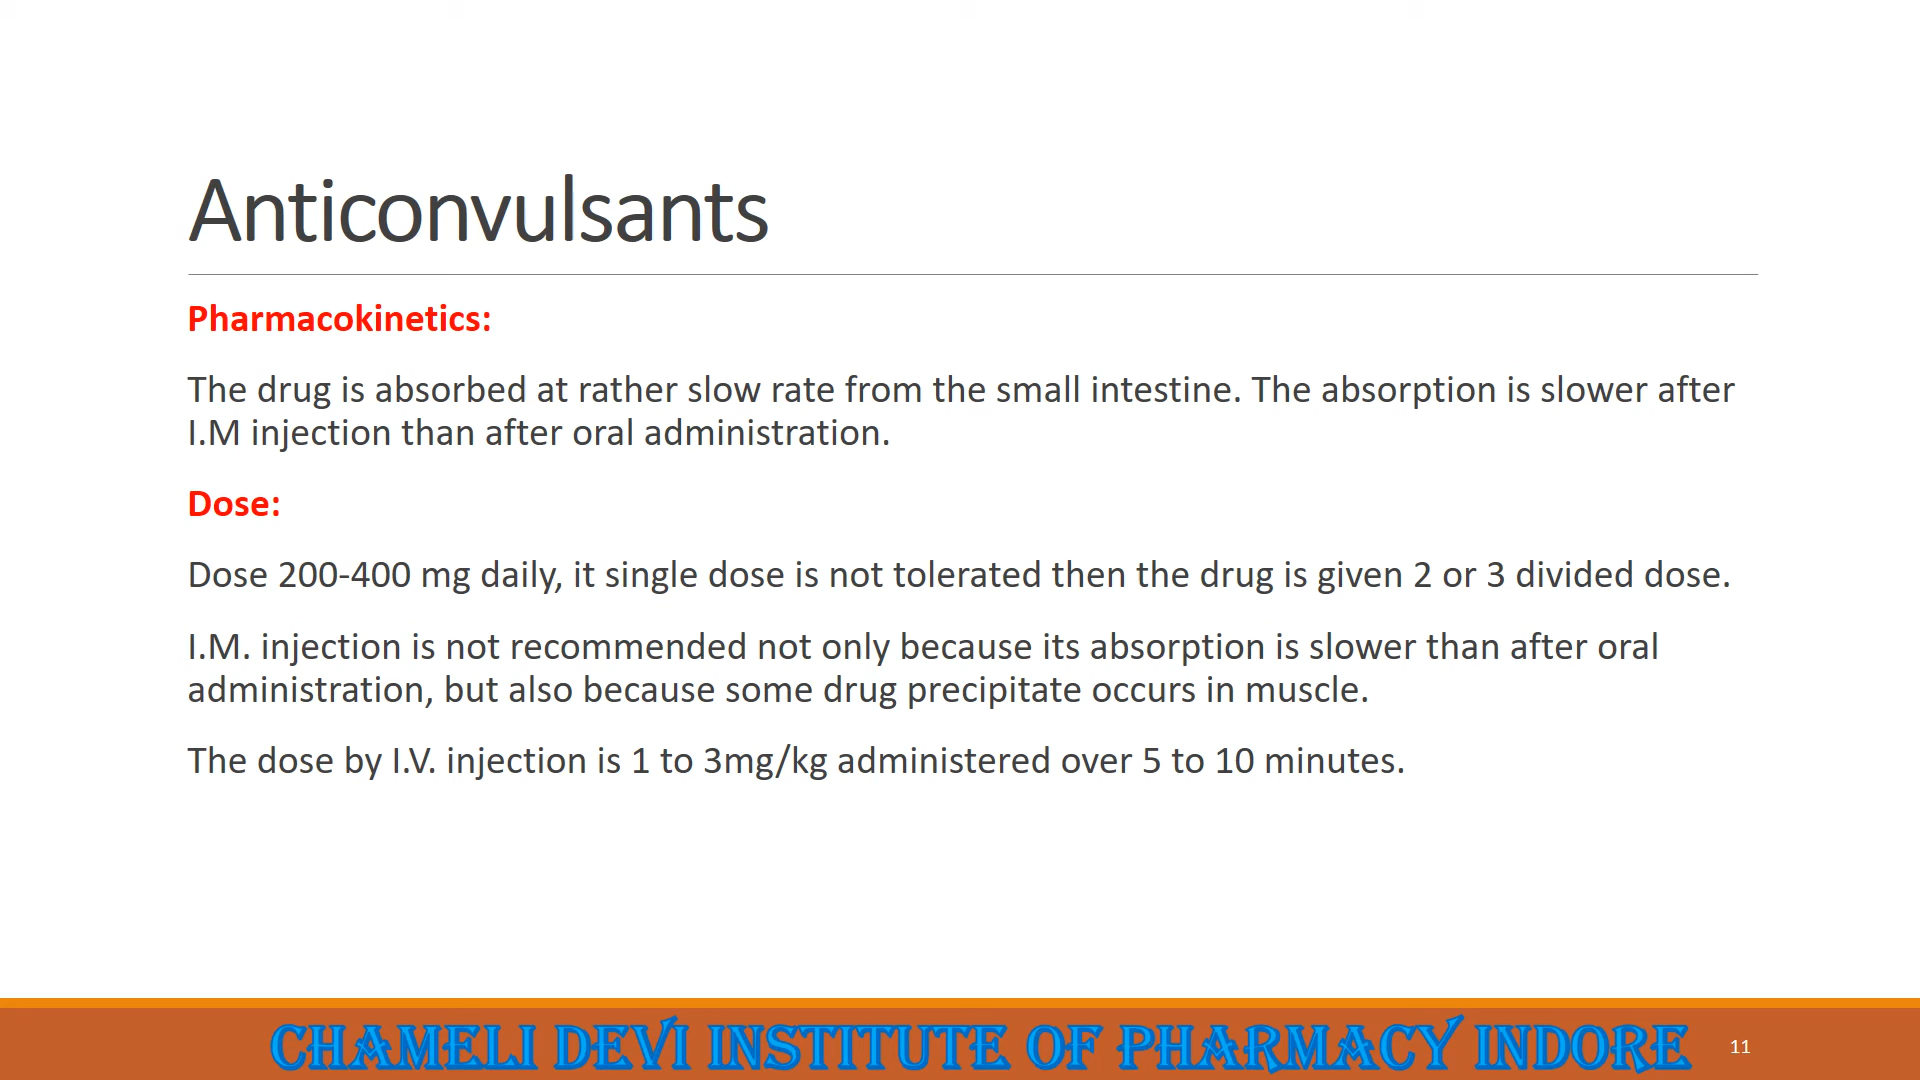 Anticonvulsants
Pharmacokinetics:
The drug is absorbed at rather slow rate from the small intestine. The absorption is slower after
I.M injection than after oral administration.
Dose:
Dose 200-400 mg daily, it single dose is not tolerated then the drug is given 2 or 3 divided dose.
I.M. injection is not recommended not only because its absorption is slower than after oral
administration, but also because some drug precipitate occurs in muscle.
The dose by I.V. injection is 1 to 3mg/kg administered over 5 to 10 minutes.
CHAMELI DEVI INSTITUTE OF PHARMACY INDORE
11